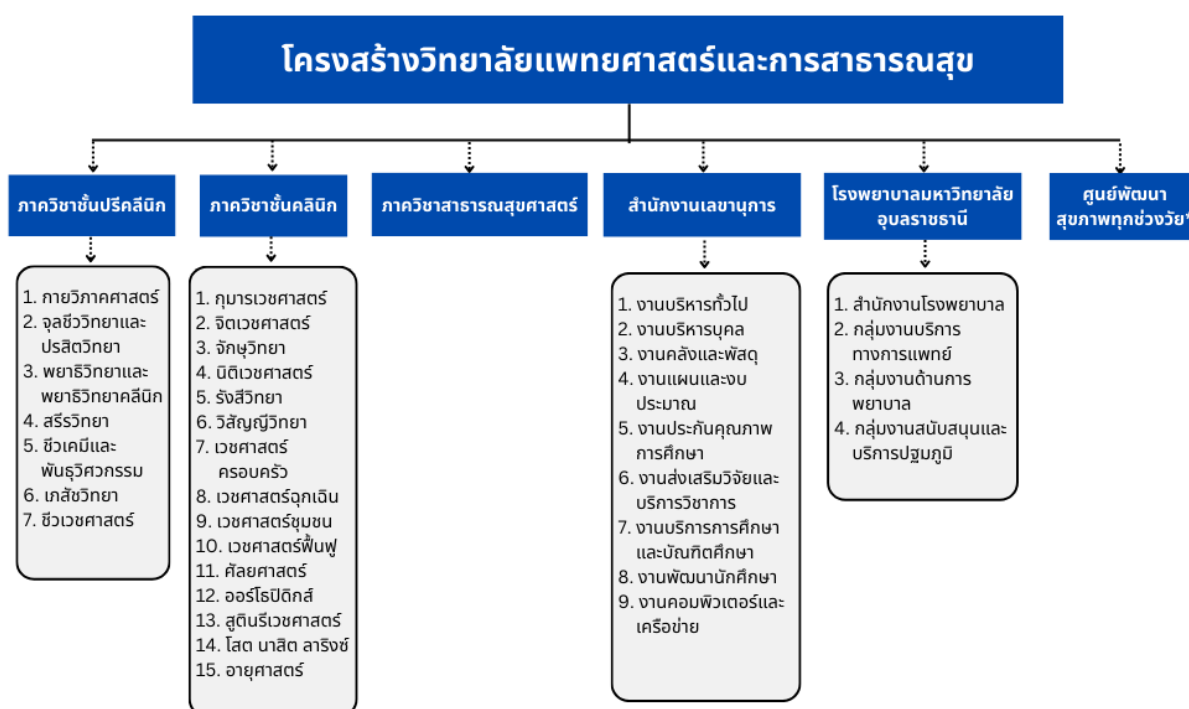 โครงสร้างวิทยาลัยแพทยศาสตร์และการสาธารณสุข
ภาควิชาชั้นปรีคลีนิก
1. กายวิภาคศาสตร์
2. จุลชีววิทยาและ
ปรสิตวิทยา
3. พยาธิวิทยาและ
พยาธิวิทยาคลีนิก
4. สรีรวิทยา
5. ชีวเคมีและ
พันธุวิศวกรรม
6. เภสัชวิทยา
7. ชีวเวชศาสตร์
ภาควิชาชั้นคลินิก
1. กุมารเวชศาสตร์
2. จิตเวชศาสตร์
3. จักษุวิทยา
4. นิติเวชศาสตร์
5. รังสีวิทยา
6. วิสัญญีวิทยา
7. เวชศาสตร์
ครอบครัว
8. เวชศาสตร์ฉุกเฉิน
9. เวชศาสตร์ชุมชน
10. เวชศาสตร์ฟื้นฟู
11. ศัลยศาสตร์
12. ออร์โธปิดิกส์
13. สูตินรีเวชศาสตร์
14. โสต นาสิต ลาริงซ์
15. อายุศาสตร์
ภาควิชาสาธารณสุขศาสตร์
สำนักงานเลขานุการ
1. งานบริหารทั่วไป
2. งานบริหารบุคล
3. งานคลังและพัสดุ
4. งานแผนและงบ
ประมาณ
5. งานประกันคุณภาพ
การศึกษา
6. งานส่งเสริมวิจัยและ
บริการวิชาการ
7. งานบริการการศึกษา
และบัณฑิตศึกษา
8. งานพัฒนานักศึกษา
9. งานคอมพิวเตอร์และ
เครือข่าย
โรงพยาบาลมหาวิทยาลัย
อุบลราชธานี
1. สำนักงานโรงพยาบาล
2. กลุ่มงานบริการ
ทางการแพทย์
3. กลุ่มงานด้านการ
พยาบาล
4. กลุ่มงานสนับสนุนและ
บริการปฐมภูมิ
ศูนย์พัฒนา
สุขภาพทุกช่วงวัย*